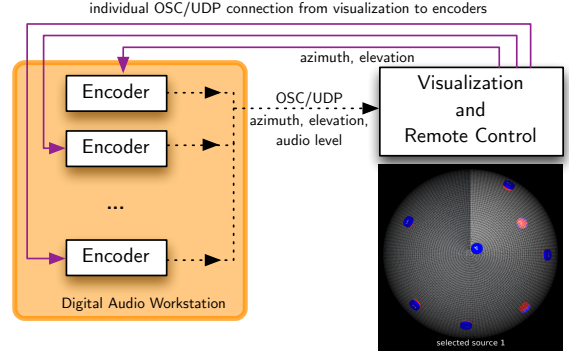 individual OSC/UDP connection from visualization to encoders
azimuth, elevation
Encoder
Encoder
...
Encoder
Digital Audio Workstation
OSC/UDP
azimuth, elevation,
audio level
Visualization
and
Remote Control
selected source 1